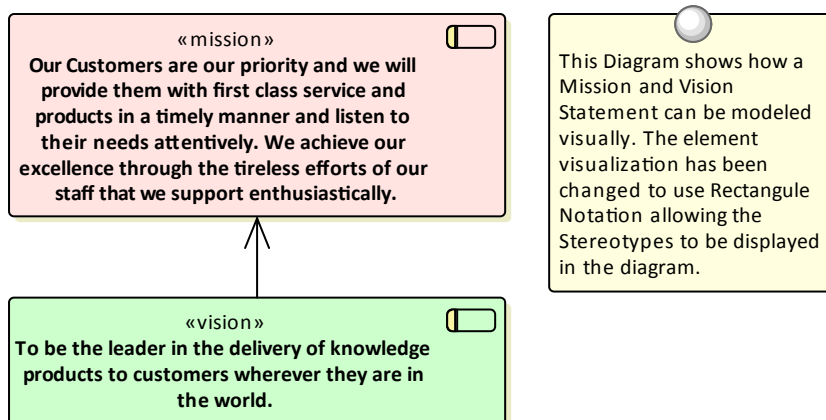 «mission»
Our Customers are our priority and we will
provide them with first class service and
products in a timely manner and listen to
their needs attentively. We achieve our
excellence through the tireless efforts of our
staff that we support enthusiastically.
This Diagram shows how a
Mission and Vision
Statement can be modeled
visually. The element
visualization has been
changed to use Rectangule
Notation allowing the
Stereotypes to be displayed
in the diagram.
«vision»
To be the leader in the delivery of knowledge
products to customers wherever they are in
the world.